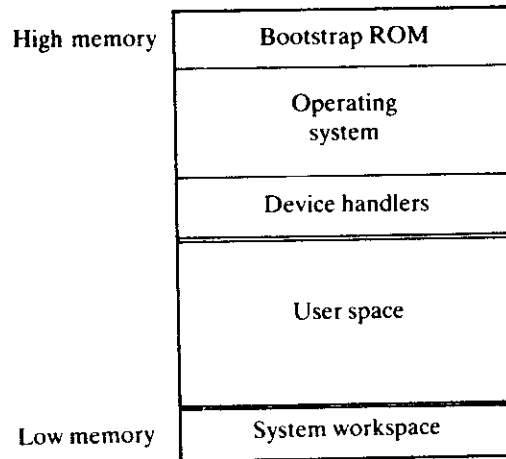 High memory
Bootstrap ROM
Operating
system
Device handlers
User space
Low memory
System workspace